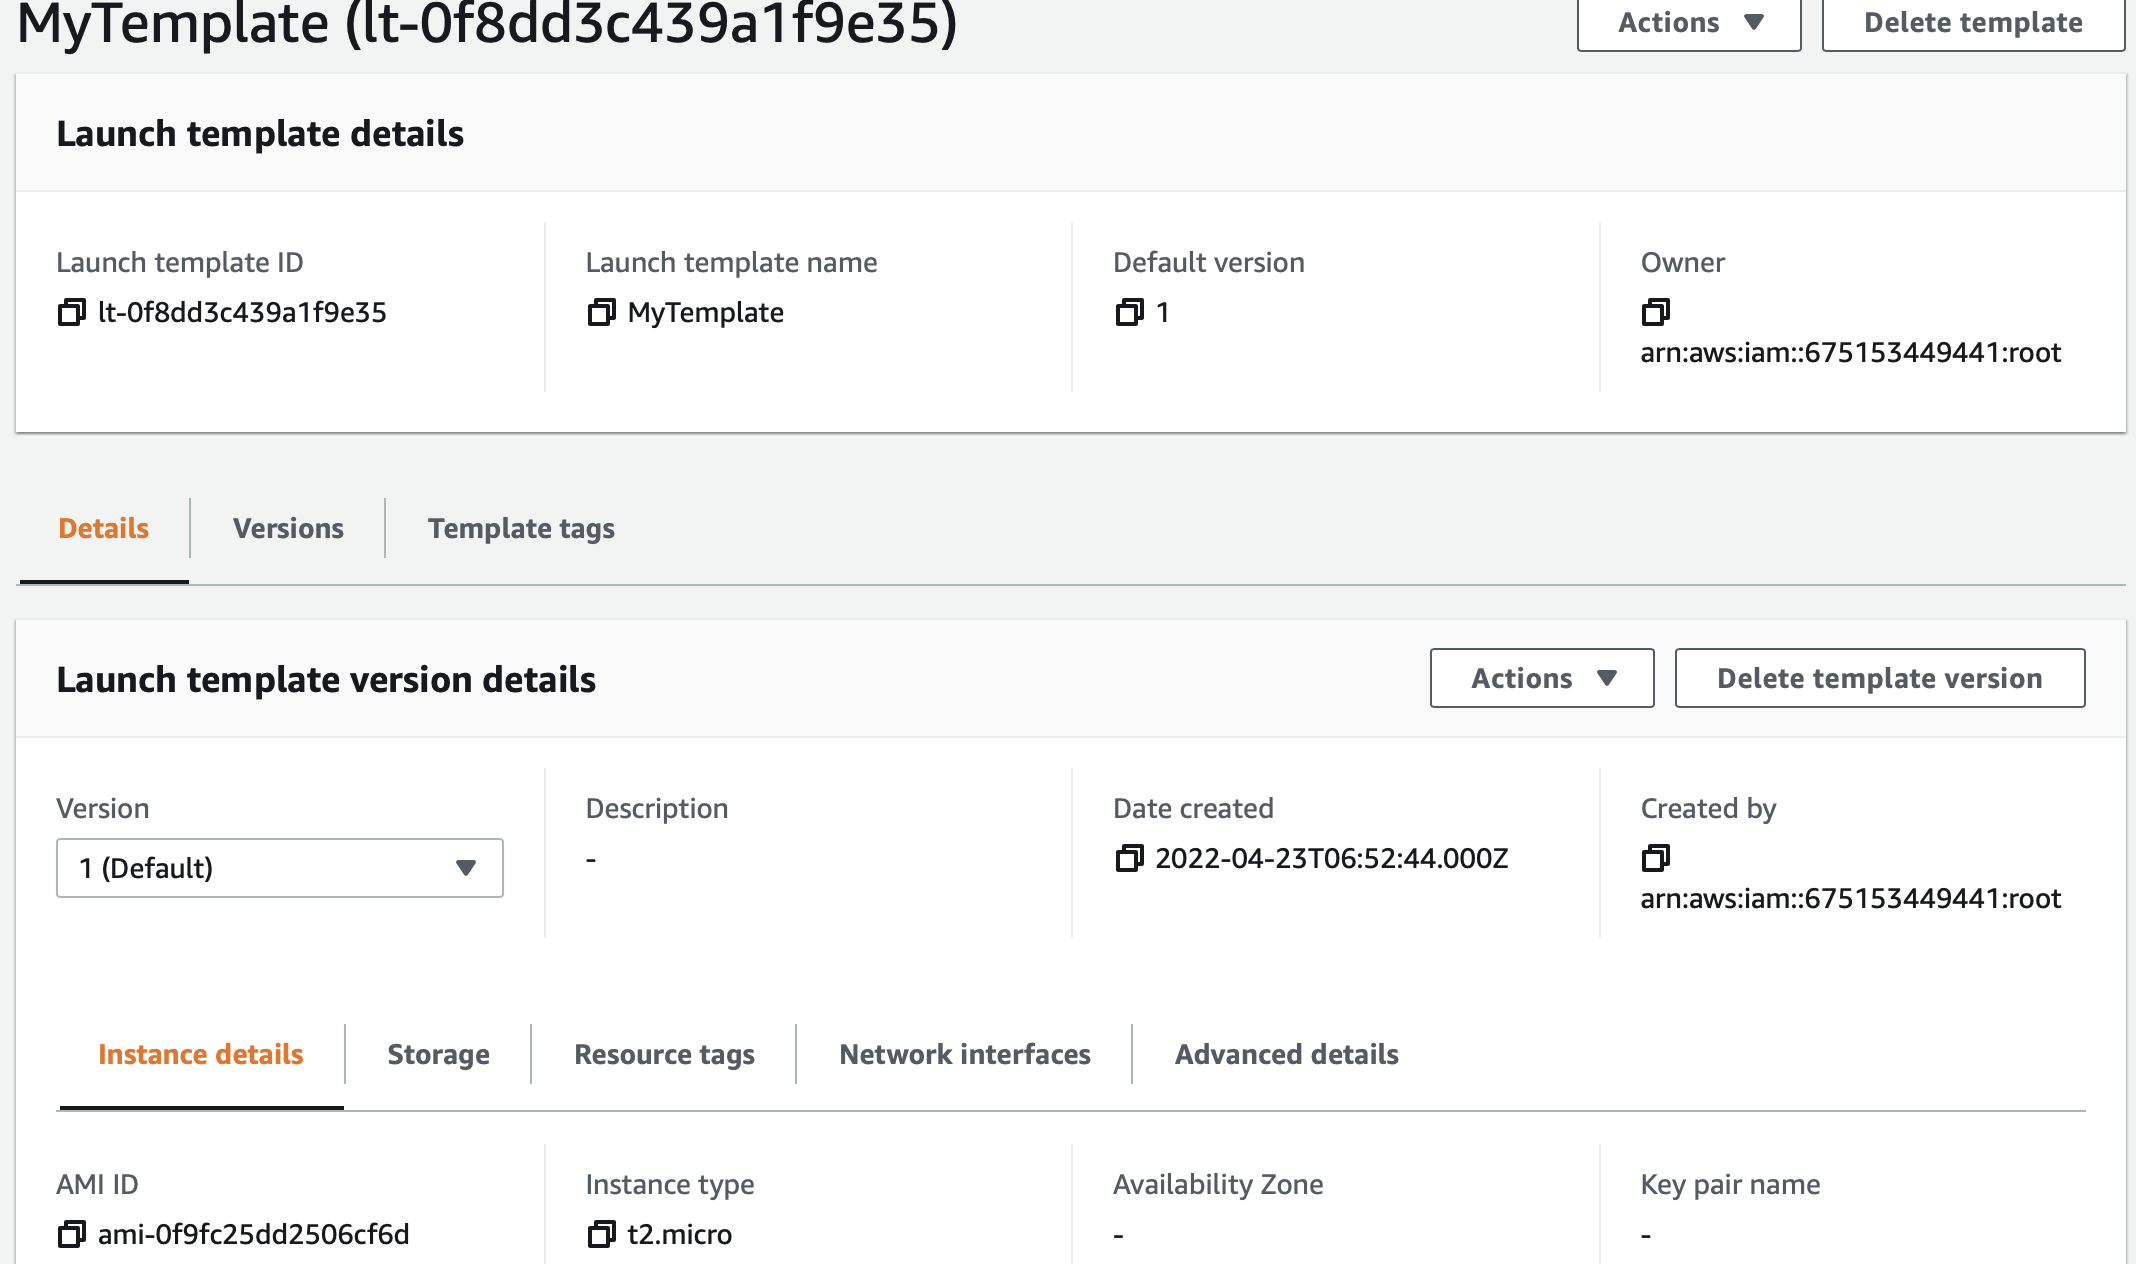 MyTemplate (lt-0f8dd3c439a1f9e35)
Actions
Delete template
Launch template details
Launch template ID
lt-0f8dd3c439a1f9e35
Launch template name
MyTemplate
Default version
1
Owner
arn:aws:iam::675153449441:root
Details
Versions
Template tags
Launch template version details
Actions
Delete template version
Version
1 (Default)
Description
-
Date created
2022-04-23T06:52:44.000Z
Created by
arn:aws:iam::675153449441:root
Instance details
Storage
Resource tags
Network interfaces
Advanced details
AMI ID
ami-0f9fc25dd2506cf6d
Instance type
t2.micro
Availability Zone
-
Key pair name
-